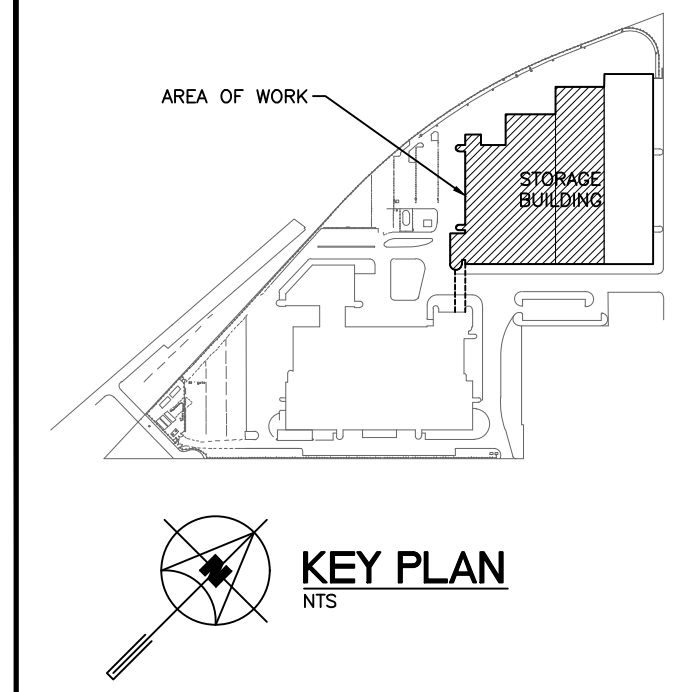 AREA OF WORK
STORAGE
BUILDING
N
KEY PLAN
NTS